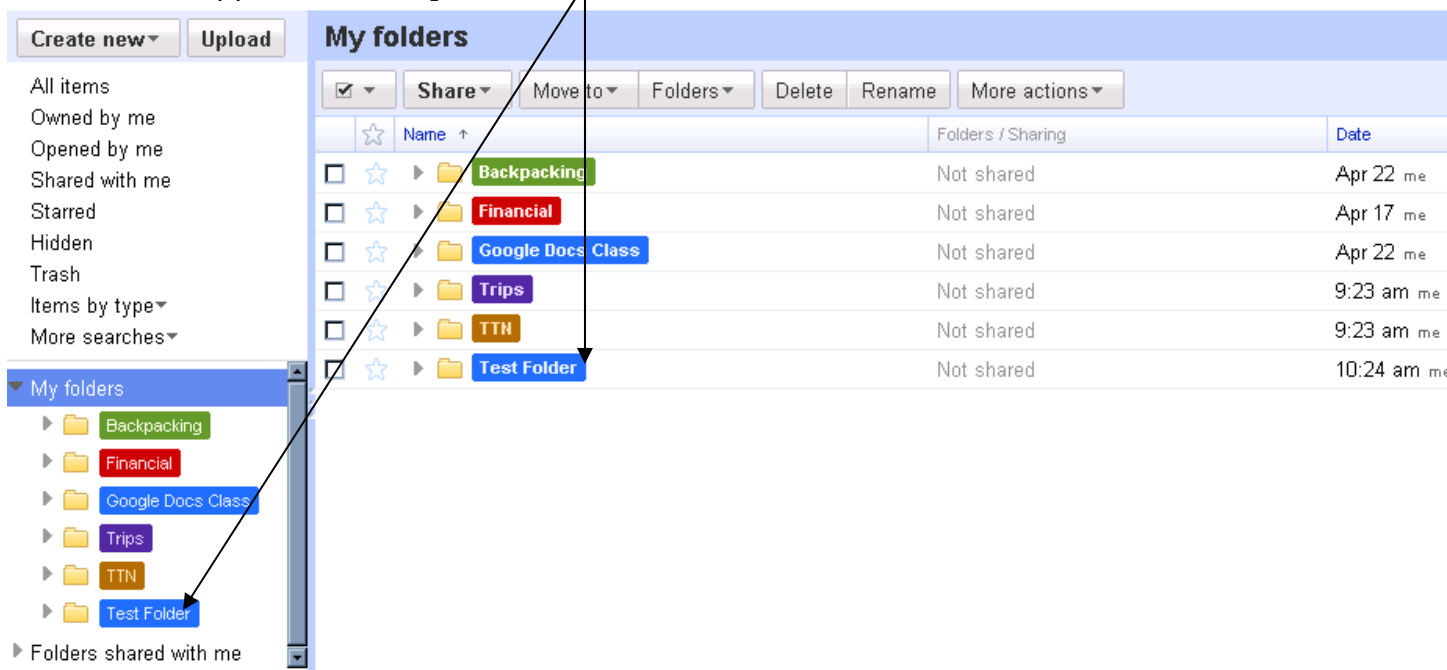 Create new Upload My folders
All items
Owned by me
Opened by me
Shared with me
Starred
Hidden
Trash
Items by type
More searches
My folders
Backpacking
Financial
Google Docs Class
Trips
TTN
Test Folder
Folders shared with me
Share Move to Folders Delete Rename More actions
Name Folders / Sharing Date
Backpacking Not shared Apr 22 me
Financial Not shared Apr 17 me
Google Docs Class Not shared Apr 22 me
Trips Not shared 9:23 am me
TTN Not shared 9:23 am me
Test Folder Not shared 10:24 am me